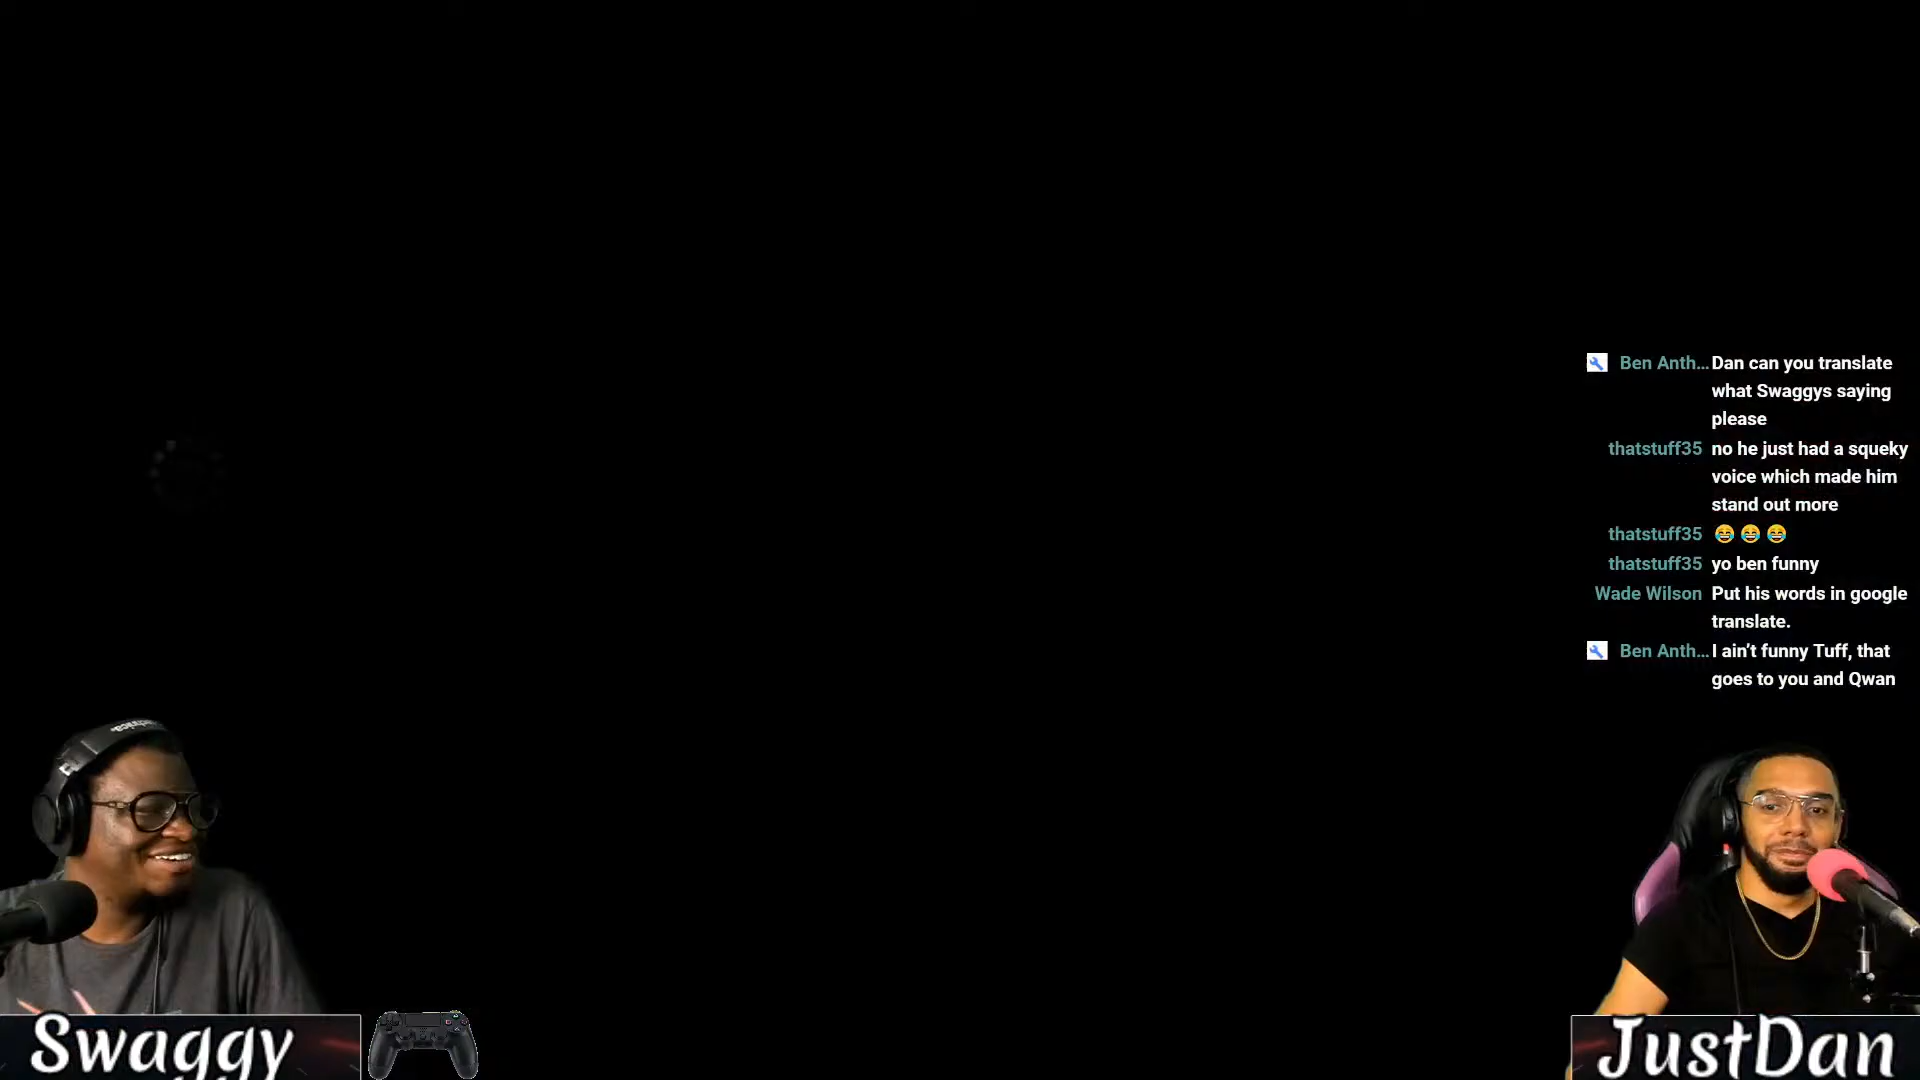 Ben Anth... Dan can you translate
what Swaggys saying
please
thatstuff35 no he just had a squeky
voice which made him
stand out more
thatstuff35 😂 😂 😂
thatstuff35 yo ben funny
Wade Wilson Put his words in google
translate.
Ben Anth... I ain’t funny Tuff, that
goes to you and Qwan
Swaggy
JustDan